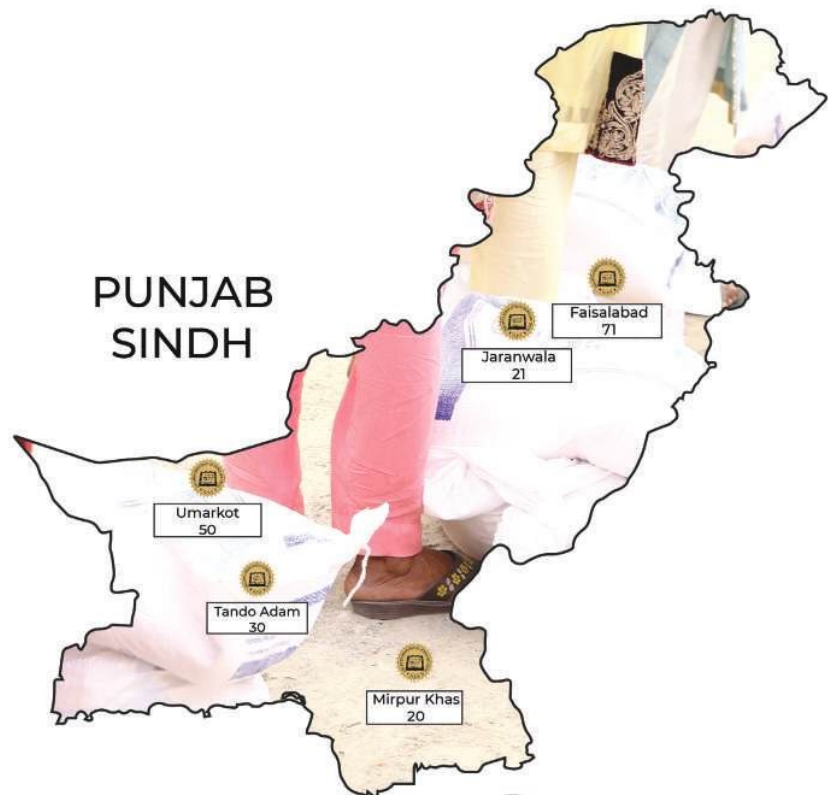 PUNJAB
SINDH
Faisalabad
71
Jaranwala
21
Umarkot
50
Tando Adam
30
Mirpur Khas
20